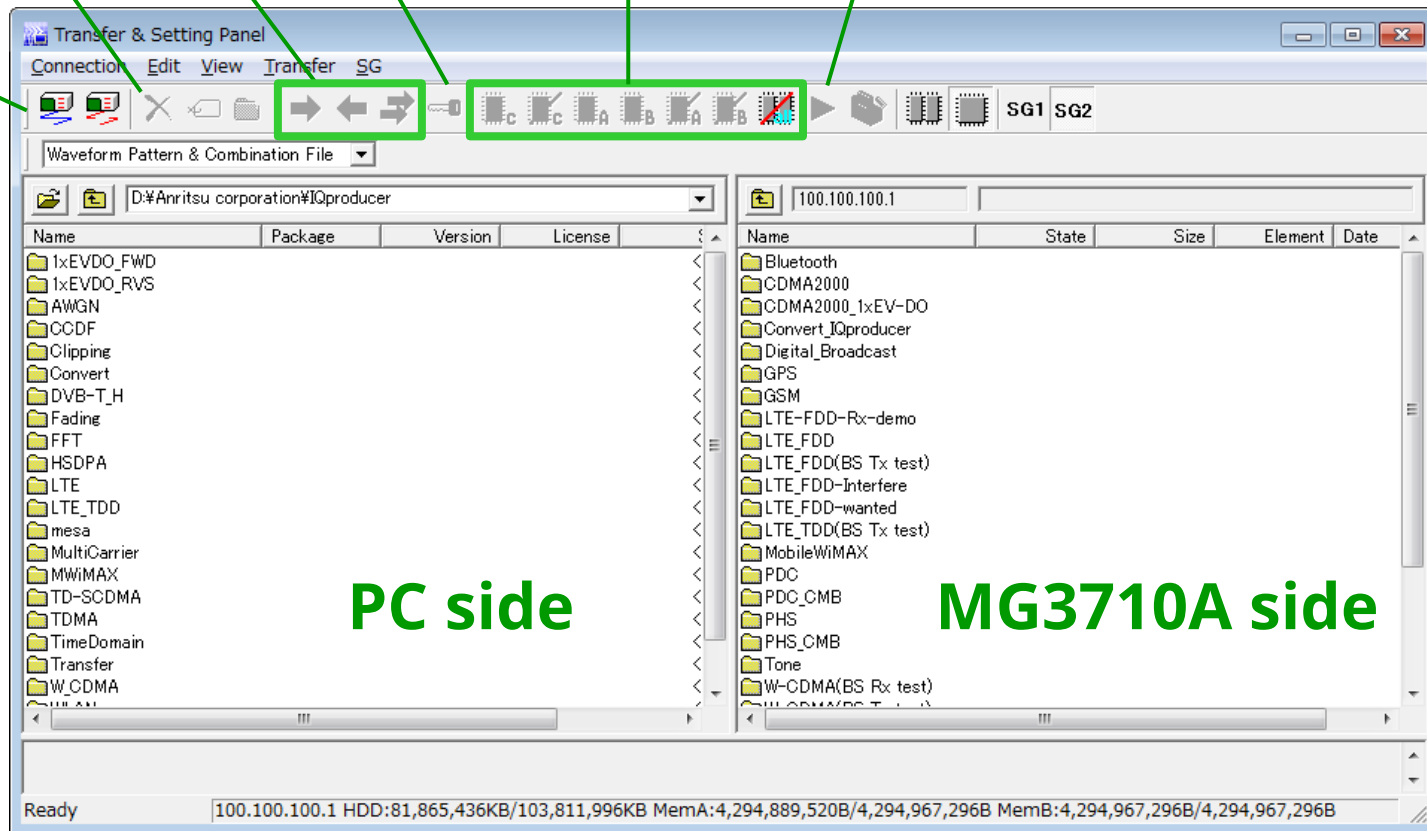 Transfer & Setting Panel
Connection Edit View Transfer SG
C C A B A B SG1 SG2
Waveform Pattern & Combination File
D:¥Anritsu corporation¥IQproducer
100.100.100.1
Name Package Version License
Name State Size Element Date
1xEVDO_FWD
1xEVDO_RVS
AWGN
CCDF
Clipping
Convert
DVB-T_H
Fading
FFT
HSDPA
LTE
LTE_TDD
mesa
MultiCarrier
MWiMAX
TD-SCDMA
TDMA
TimeDomain
Transfer
W_CDMA
PC side
Bluetooth
CDMA2000
CDMA2000_1xEV-DO
Convert_IQproducer
Digital_Broadcast
GPS
GSM
LTE-FDD-Rx-demo
LTE_FDD
LTE_FDD(BS Tx test)
LTE_FDD-Interfere
LTE_FDD-wanted
LTE_TDD(BS Tx test)
MobileWiMAX
PDC
PDC_CMB
PHS
PHS_CMB
Tone
W-CDMA(BS Rx test)
MG3710A side
Ready 100.100.100.1 HDD:81,865,436KB/103,811,996KB MemA:4,294,889,520B/4,294,967,296B MemB:4,294,967,296B/4,294,967,296B